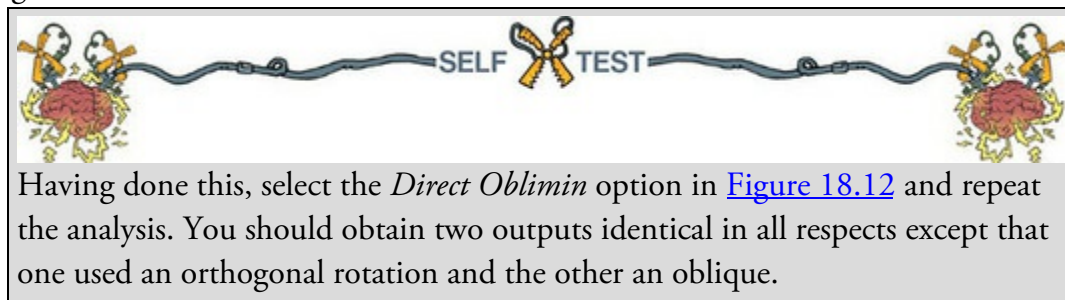 SELF TEST
Having done this, select the Direct Oblimin option in Figure 18.12 and repeat
the analysis. You should obtain two outputs identical in all respects except that
one used an orthogonal rotation and the other an oblique.